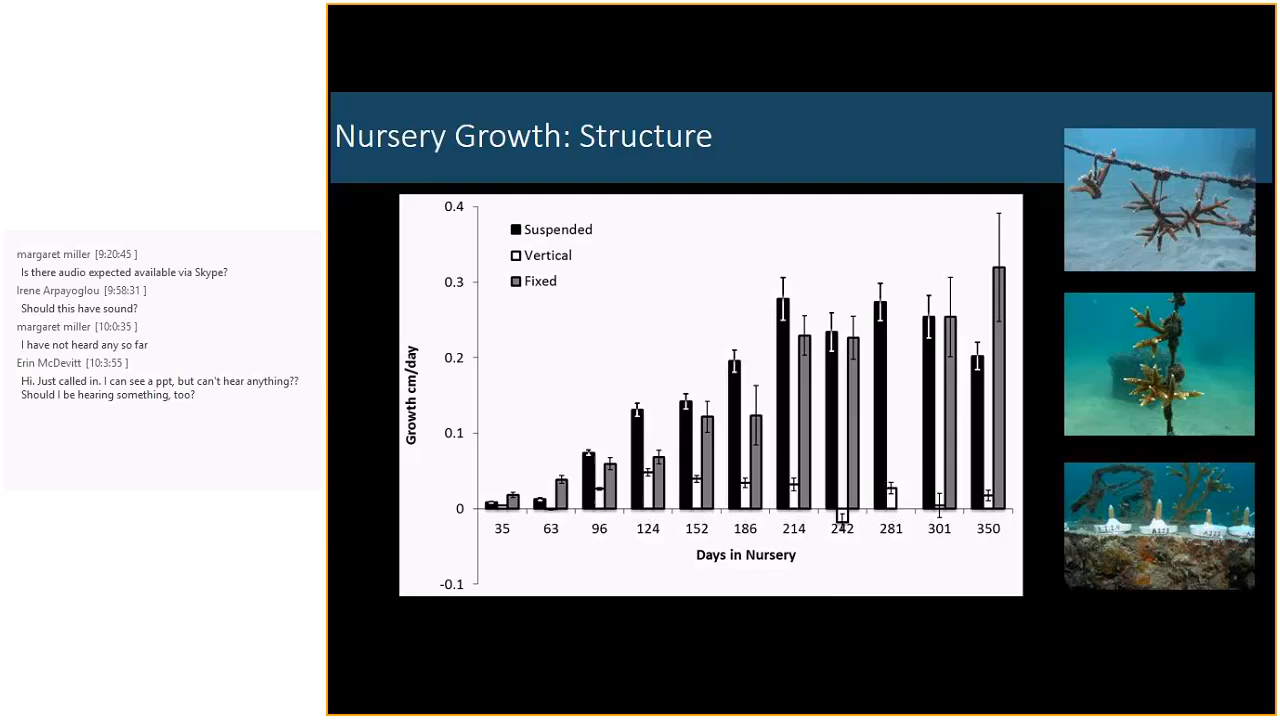 margaret miller [9:20:45 ]
Is there audio expected available via Skype?
Irene Arpayoglou [9:58:31 ]
Should this have sound?
margaret miller [10:0:35 ]
I have not heard any so far
Erin McDevitt [10:3:55 ]
Hi. Just called in. I can see a ppt, but can't hear anything??
Should I be hearing something, too?
Nursery Growth: Structure
0.4
0.3
0.2
0.1
0
-0.1
Growth cm/day
Suspended
Vertical
Fixed
35 63 96 124 152 186 214 242 281 301 350
Days in Nursery